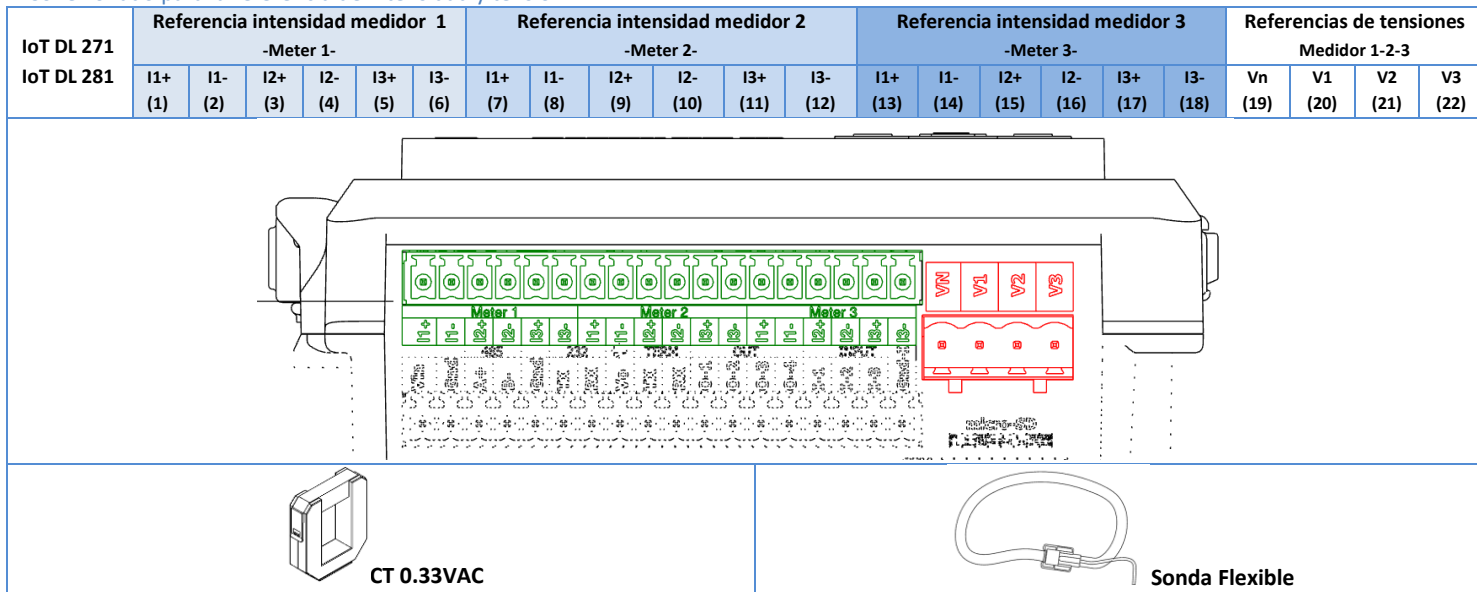 IoT DL 271
IoT DL 281
Referencia intensidad medidor 1
-Meter 1-
Referencia intensidad medidor 2
-Meter 2-
Referencia intensidad medidor 3
-Meter 3-
Referencias de tensiones
Medidor 1-2-3
I1+ I1- I2+ I2- I3+ I3- I1+ I1- I2+ I2- I3+ I3- I1+ I1- I2+ I2- I3+ I3- Vn V1 V2 V3
(1) (2) (3) (4) (5) (6) (7) (8) (9) (10) (11) (12) (13) (14) (15) (16) (17) (18) (19) (20) (21) (22)
VN V1 V2 V3
Meter 1 Meter 2 Meter 3
I1+ I1- I2+ I2- I3+ I3- I1+ I1- I2+ I2- I3+ I3- I1+ I1- I2+ I2- I3+ I3-
CT 0.33VAC
Sonda Flexible